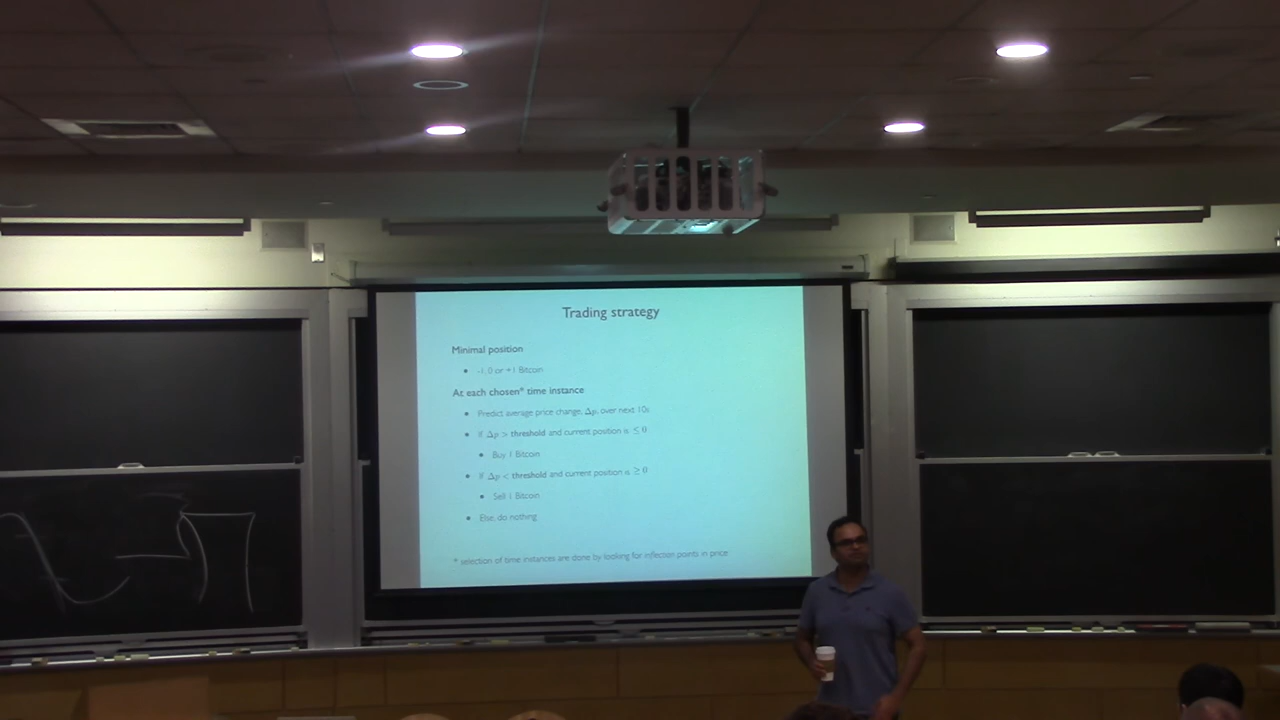 Trading strategy
Minimal position
• -1, 0 or +1 Bitcoin
At each chosen* time instance
• Predict average price change, Δp, over next 10s
• If Δp > threshold and current position is ≤ 0
• Buy 1 Bitcoin
• If Δp < threshold and current position is ≥ 0
• Sell 1 Bitcoin
• Else, do nothing
* selection of time instances are done by looking for inflection points in price